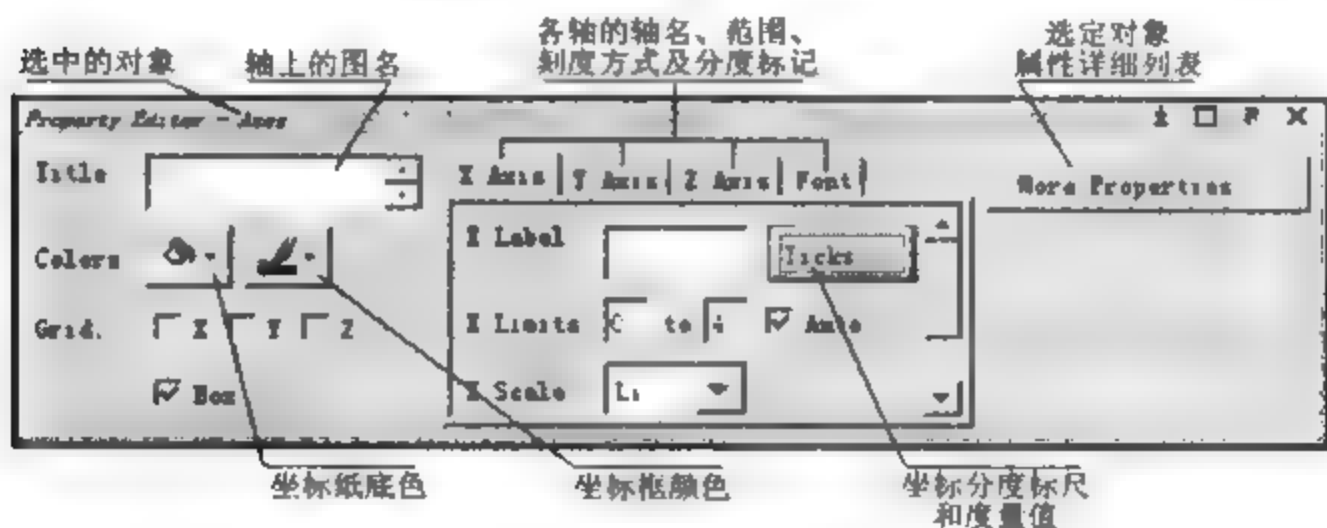 选中的对象
轴上的图名
各轴的轴名、范围、
刻度方式及分度标记
选定对象
属性详细列表
Property Editor - Axes
Title
X Axis
Y Axis
Z Axis
Font
More Properties
Colors
X Label
Ticks
Grid.
X
Y
Z
X Limits
to
Auto
Box
X Scale
Li
坐标纸底色
坐标框颜色
坐标分度标尺
和度量值